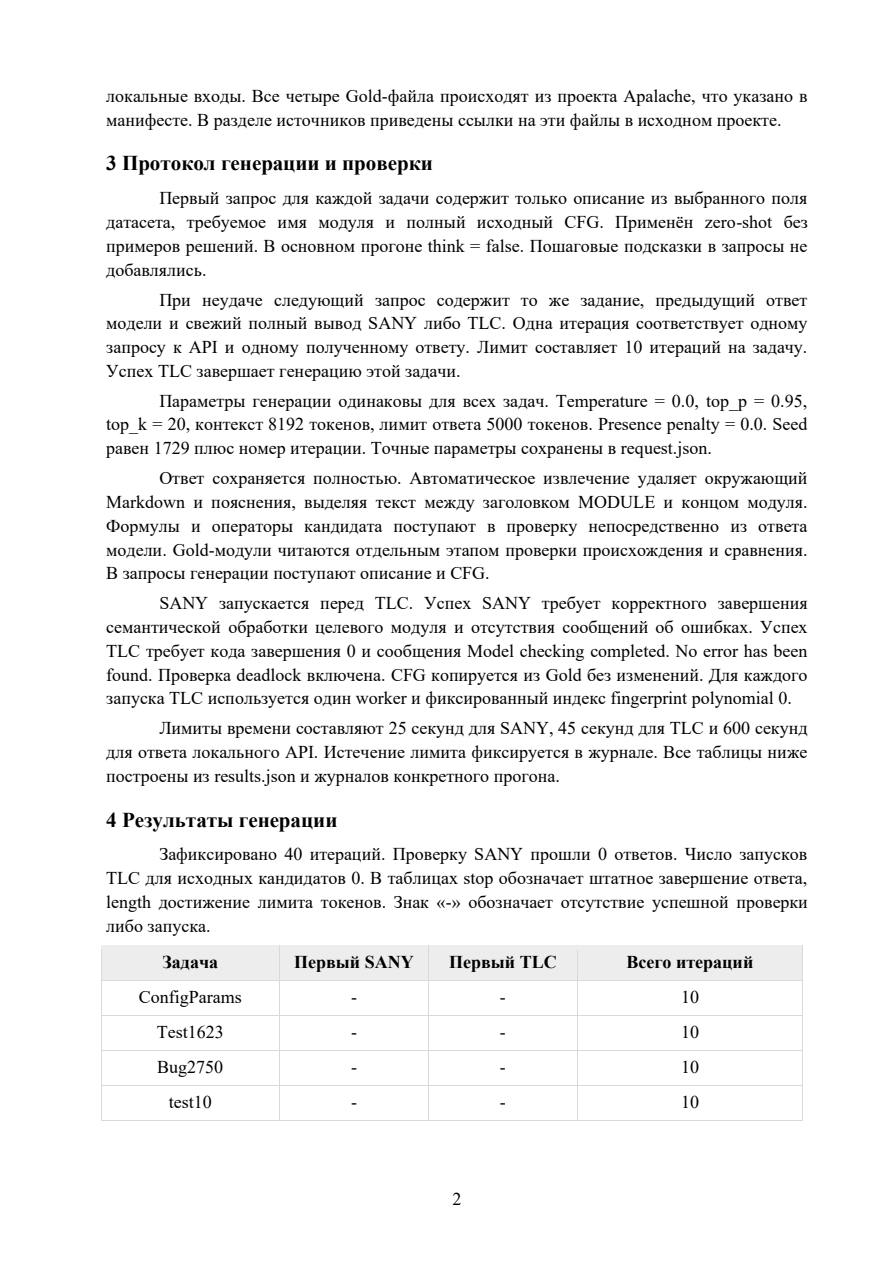 локальные входы. Все четыре Gold-файла происходят из проекта Apalache, что указано в
манифесте. В разделе источников приведены ссылки на эти файлы в исходном проекте.
3 Протокол генерации и проверки
Первый запрос для каждой задачи содержит только описание из выбранного поля
датасета, требуемое имя модуля и полный исходный CFG. Применён zero-shot без
примеров решений. В основном прогоне think = false. Пошаговые подсказки в запросы не
добавлялись.
При неудаче следующий запрос содержит то же задание, предыдущий ответ
модели и свежий полный вывод SANY либо TLC. Одна итерация соответствует одному
запросу к API и одному полученному ответу. Лимит составляет 10 итераций на задачу.
Успех TLC завершает генерацию этой задачи.
Параметры генерации одинаковы для всех задач. Temperature = 0.0, top_p = 0.95,
top_k = 20, контекст 8192 токенов, лимит ответа 5000 токенов. Presence penalty = 0.0. Seed
равен 1729 плюс номер итерации. Точные параметры сохранены в request.json.
Ответ сохраняется полностью. Автоматическое извлечение удаляет окружающий
Markdown и пояснения, выделяя текст между заголовком MODULE и концом модуля.
Формулы и операторы кандидата поступают в проверку непосредственно из ответа
модели. Gold-модули читаются отдельным этапом проверки происхождения и сравнения.
В запросы генерации поступают описание и CFG.
SANY запускается перед TLC. Успех SANY требует корректного завершения
семантической обработки целевого модуля и отсутствия сообщений об ошибках. Успех
TLC требует кода завершения 0 и сообщения Model checking completed. No error has been
found. Проверка deadlock включена. CFG копируется из Gold без изменений. Для каждого
запуска TLC используется один worker и фиксированный индекс fingerprint polynomial 0.
Лимиты времени составляют 25 секунд для SANY, 45 секунд для TLC и 600 секунд
для ответа локального API. Истечение лимита фиксируется в журнале. Все таблицы ниже
построены из results.json и журналов конкретного прогона.
4 Результаты генерации
Зафиксировано 40 итераций. Проверку SANY прошли 0 ответов. Число запусков
TLC для исходных кандидатов 0. В таблицах stop обозначает штатное завершение ответа,
length достижение лимита токенов. Знак «-» обозначает отсутствие успешной проверки
либо запуска.
Задача Первый SANY Первый TLC Всего итераций
ConfigParams - - 10
Test1623 - - 10
Bug2750 - - 10
test10 - - 10
2